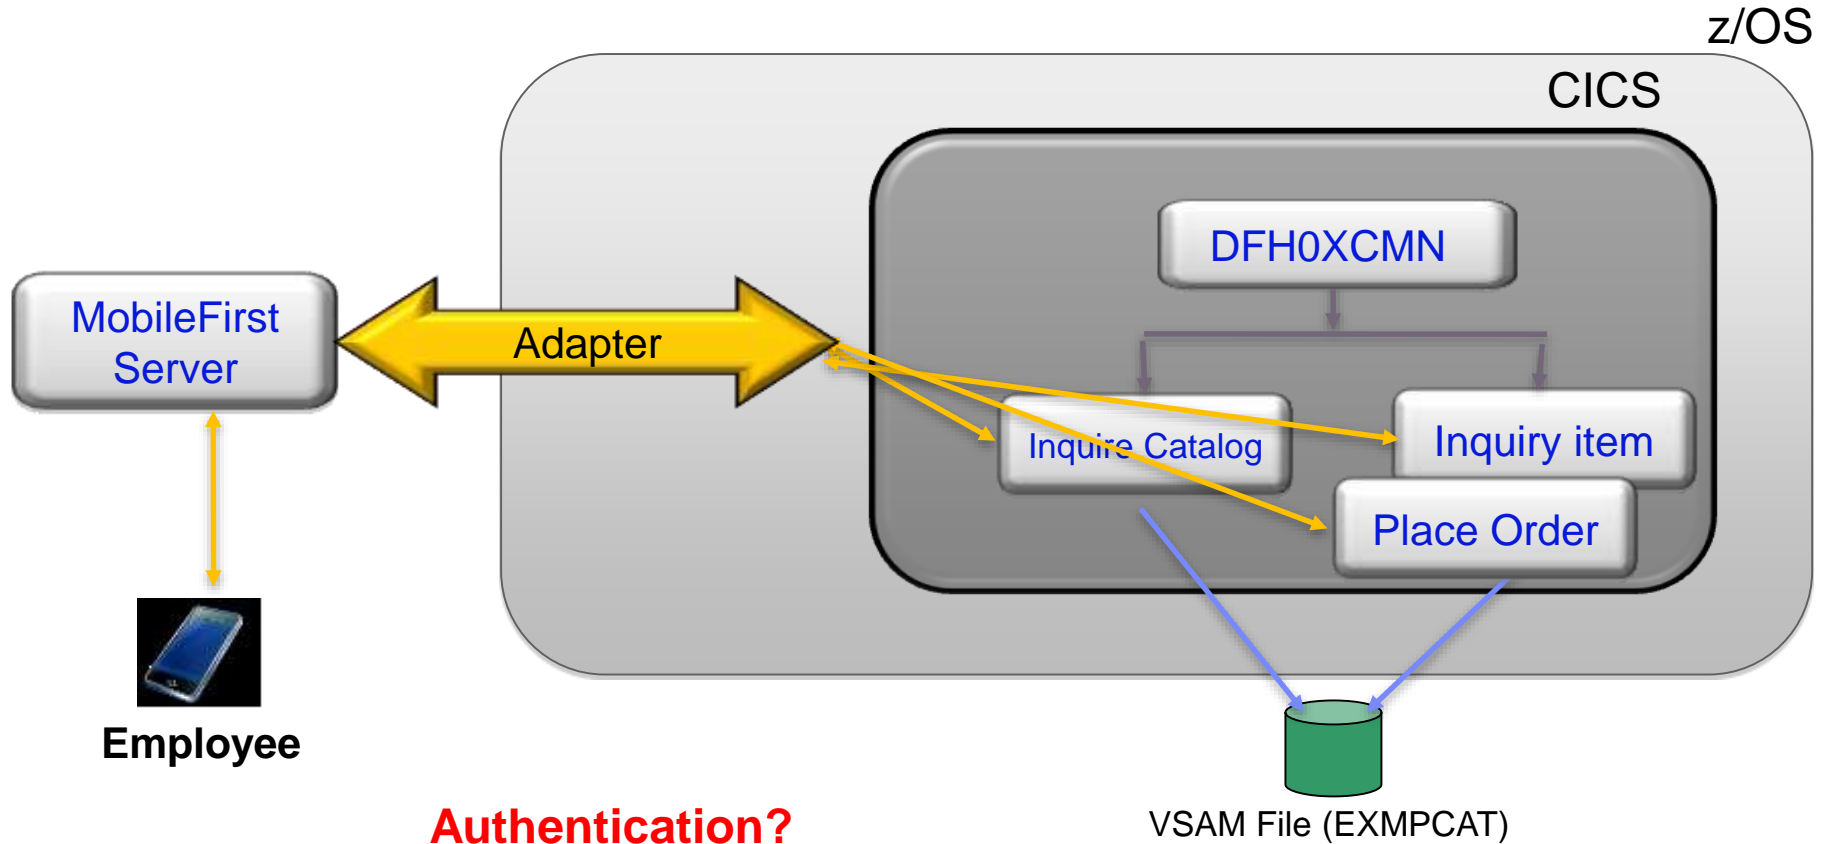 z/OS
CICS
DFH0XCMN
MobileFirst
Server
Adapter
Inquire Catalog
Inquiry item
Place Order
Employee
Authentication?
VSAM File (EXMPCAT)